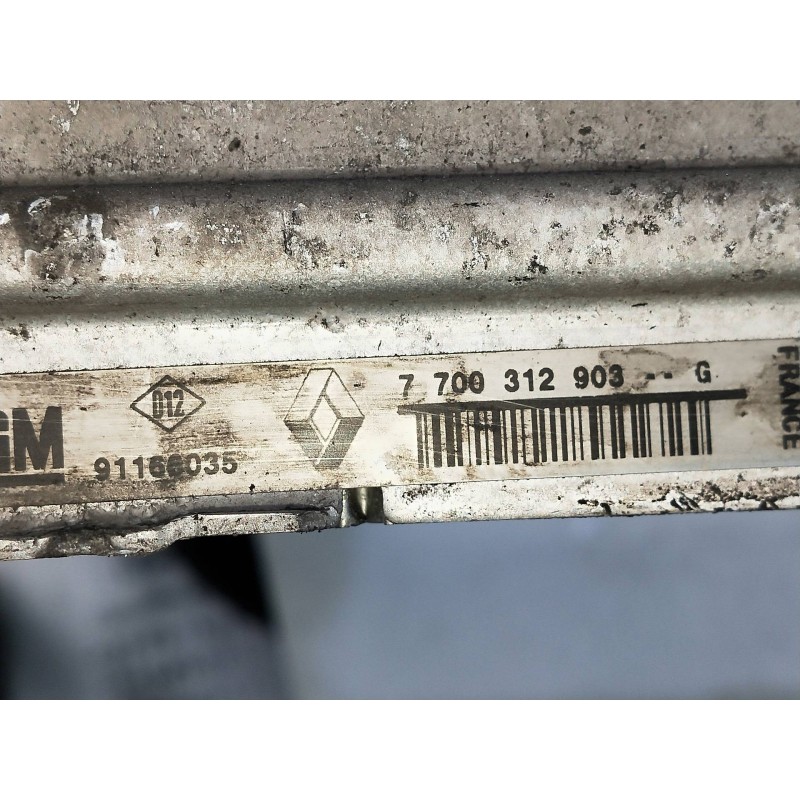 GM
D12
91166035
7 700 312 903 -- G
FRANCE